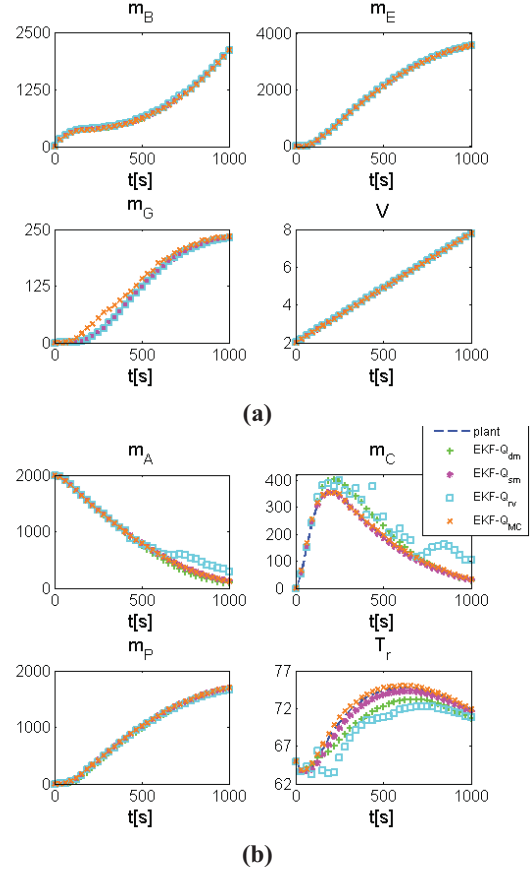 m_B
m_E
2500
1250
0
0
500
1000
t[s]
4000
2000
0
0
500
1000
t[s]
m_G
V
250
125
0
0
500
1000
t[s]
8
6
4
2
0
500
1000
t[s]
(a)
plant
EKF-Q_dm
EKF-Q_sm
EKF-Q_rv
EKF-Q_MC
m_A
m_C
2000
1000
0
0
500
1000
t[s]
400
300
200
100
0
0
500
1000
t[s]
m_P
T_r
2000
1000
0
0
500
1000
t[s]
77
72
67
62
0
500
1000
t[s]
(b)